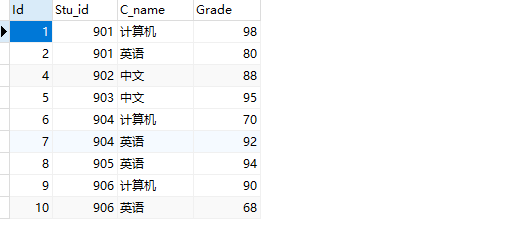 Id Stu_id C_name Grade
1 901 计算机 98
2 901 英语 80
4 902 中文 88
5 903 中文 95
6 904 计算机 70
7 904 英语 92
8 905 英语 94
9 906 计算机 90
10 906 英语 68